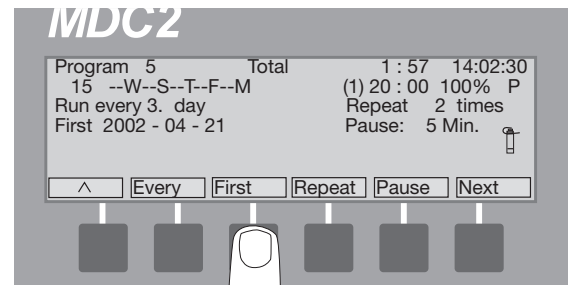 MDC2
Program 5 Total 1 : 57 14:02:30
15 --W--S--T--F--M (1) 20 : 00 100% P
Run every 3. day Repeat 2 times
First 2002 - 04 - 21 Pause: 5 Min.
^ Every First Repeat Pause Next